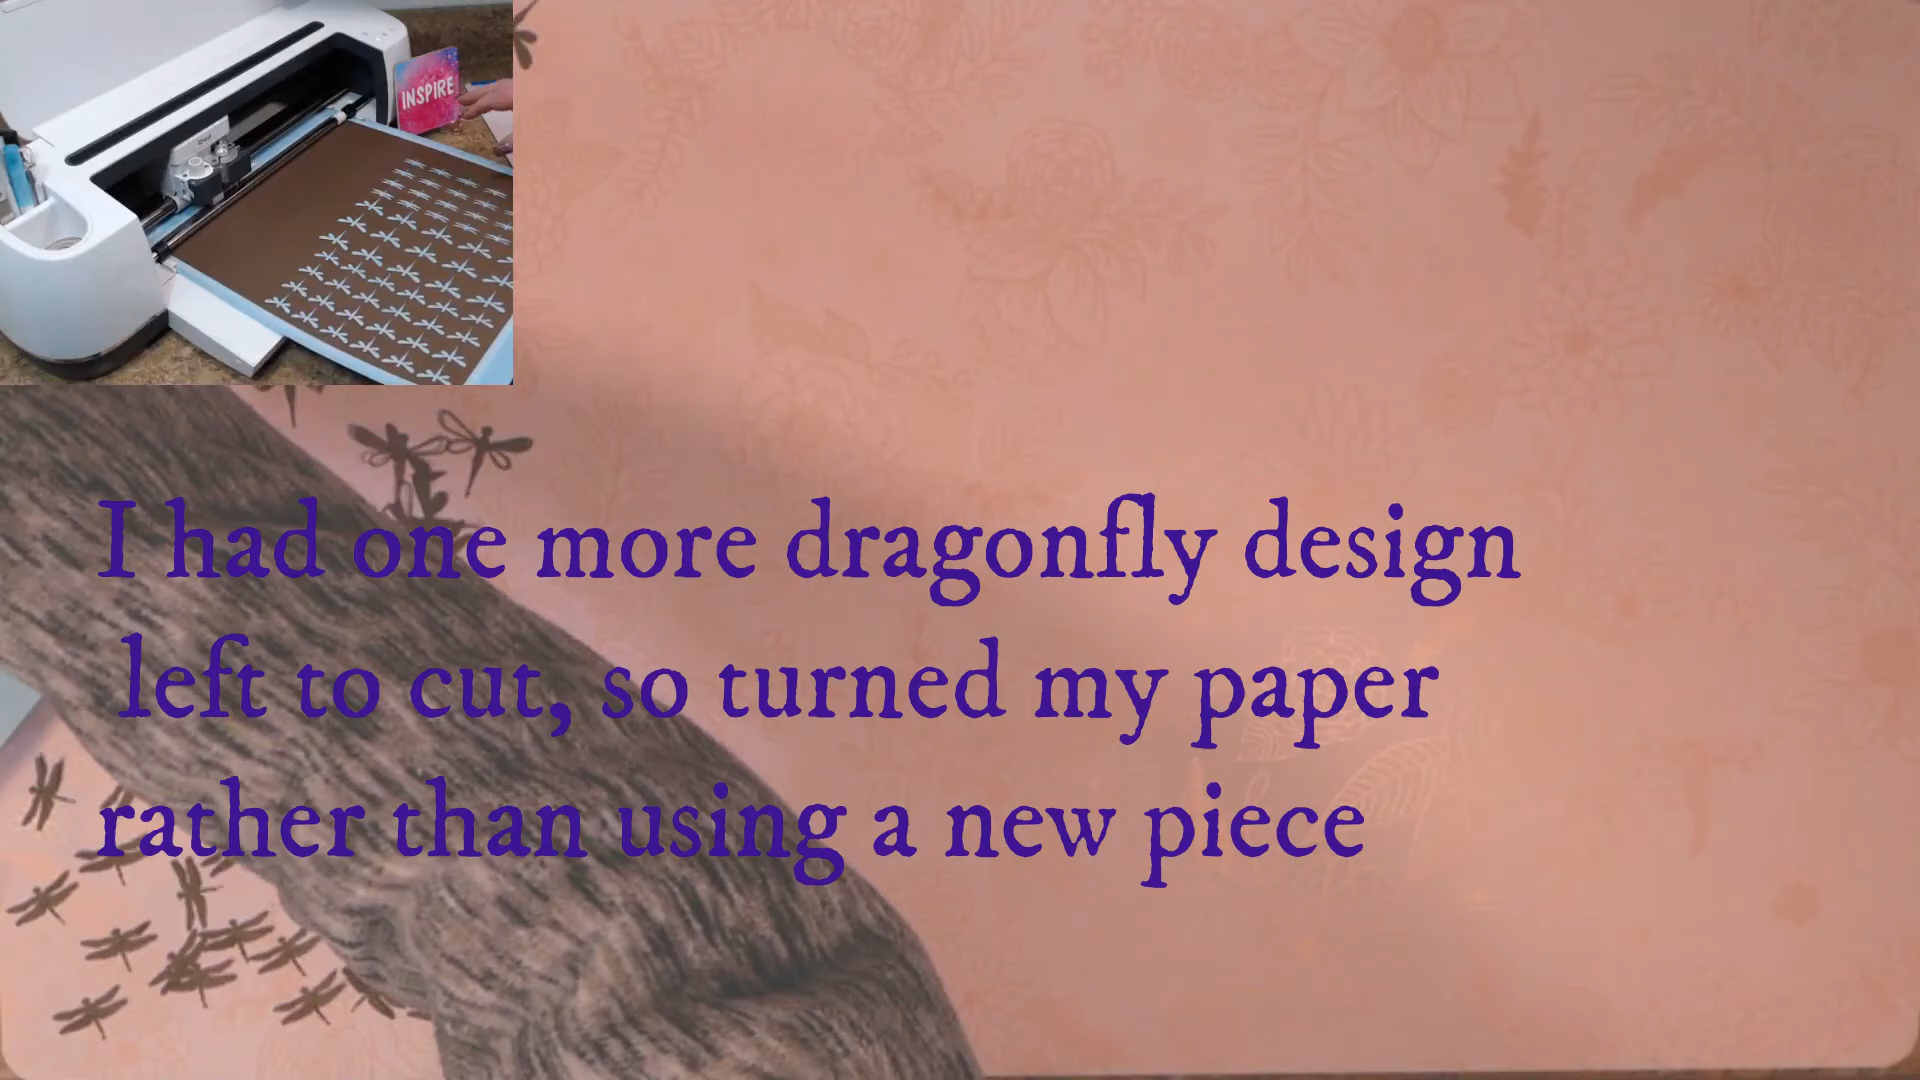 INSPIRE
I had one more dragonfly design
left to cut, so turned my paper
rather than using a new piece